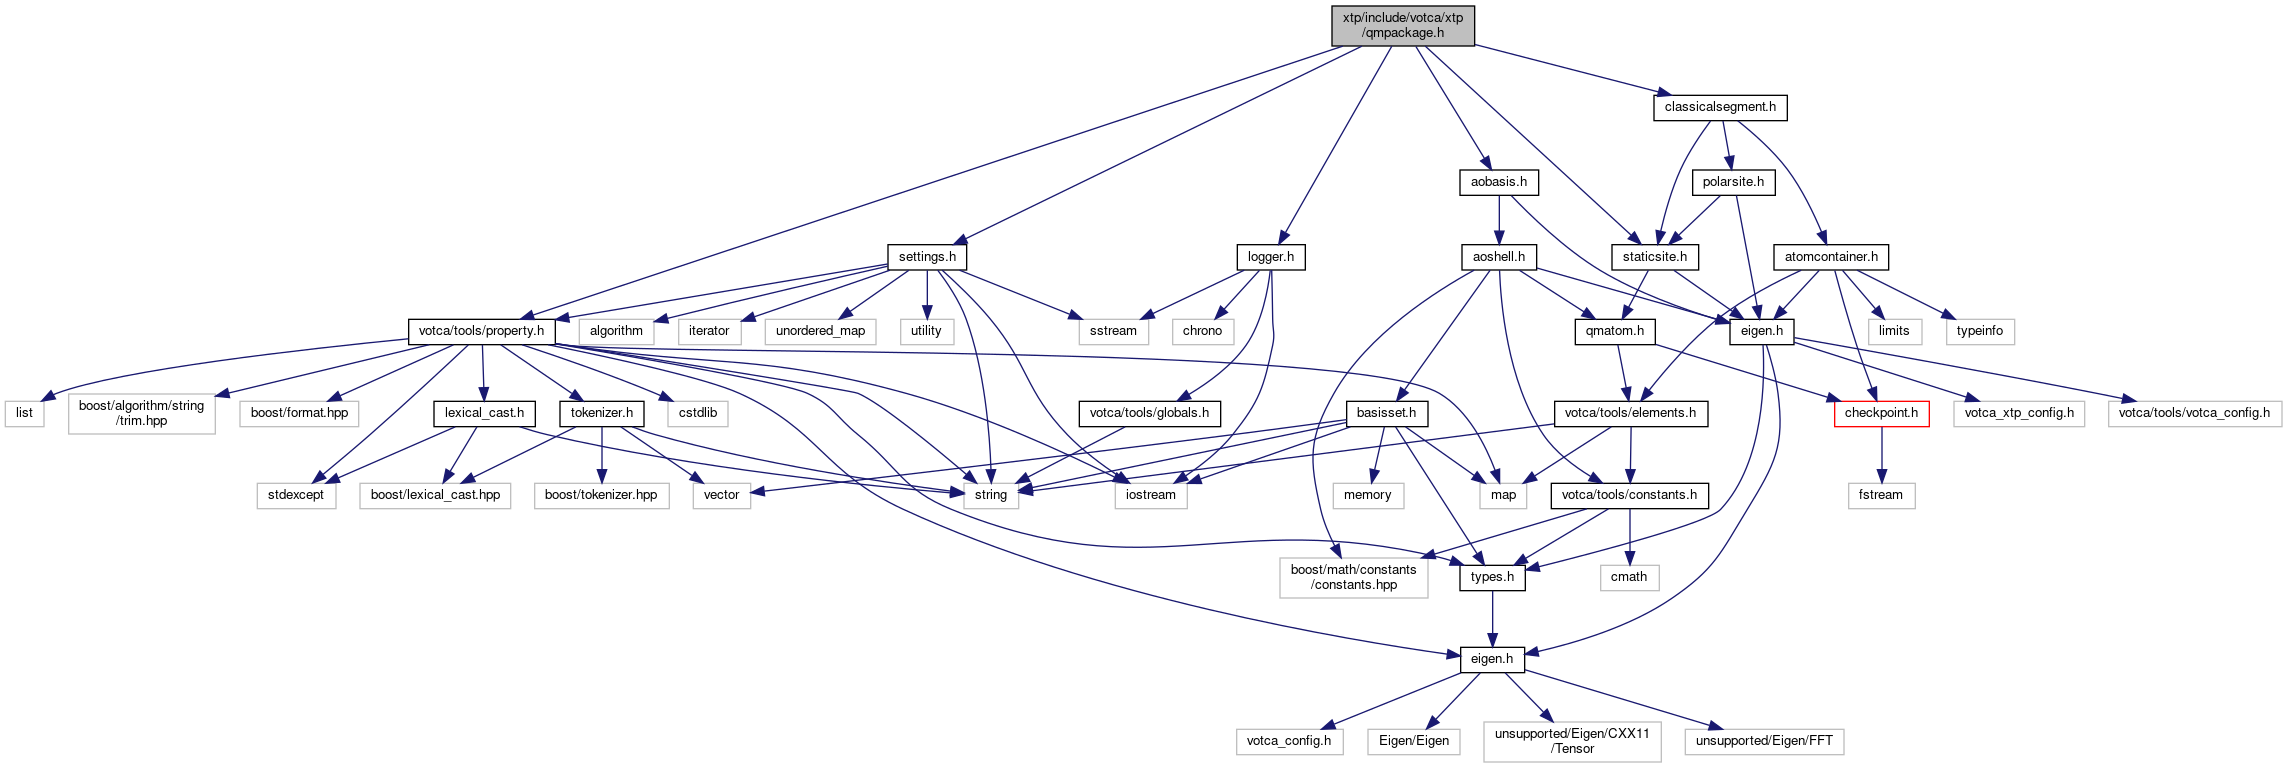 xtp/include/votca/xtp
/qmpackage.h
classicalsegment.h
aobasis.h
polarsite.h
settings.h
logger.h
aoshell.h
staticsite.h
atomcontainer.h
votca/tools/property.h
algorithm
iterator
unordered_map
utility
sstream
chrono
qmatom.h
eigen.h
limits
typeinfo
list
boost/algorithm/string
/trim.hpp
boost/format.hpp
lexical_cast.h
tokenizer.h
cstdlib
votca/tools/globals.h
basisset.h
votca/tools/elements.h
checkpoint.h
votca_xtp_config.h
votca/tools/votca_config.h
stdexcept
boost/lexical_cast.hpp
boost/tokenizer.hpp
vector
string
iostream
memory
map
votca/tools/constants.h
fstream
boost/math/constants
/constants.hpp
types.h
cmath
eigen.h
votca_config.h
Eigen/Eigen
unsupported/Eigen/CXX11
/Tensor
unsupported/Eigen/FFT